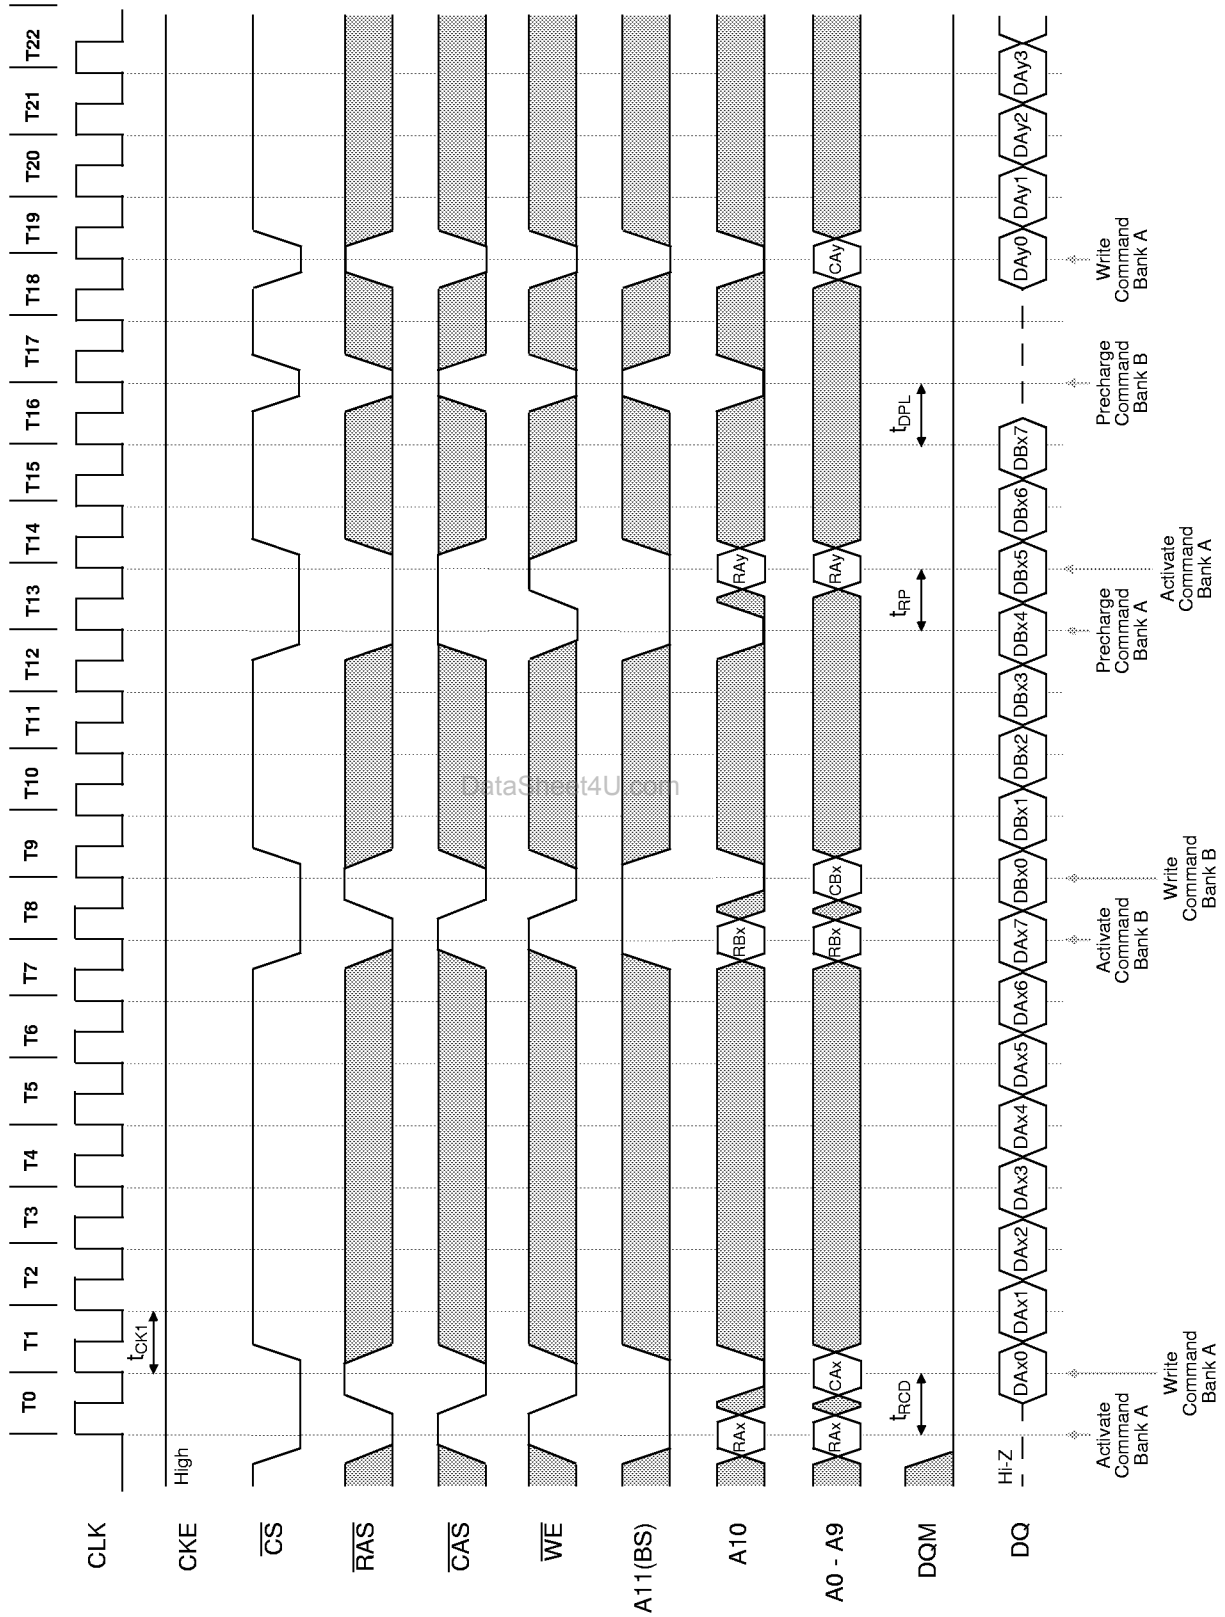 T0 T1 T2 T3 T4 T5 T6 T7 T8 T9 T10 T11 T12 T13 T14 T15 T16 T17 T18 T19 T20 T21 T22
CLK
tCK1
CKE
High
CS
RAS
CAS
WE
A11(BS)
A10
RAx RBx RAy
A0 - A9
RAx CAx RBx CBx RAy CAy
DQM
tRCD tRP tDPL
DQ
Hi-Z
DAx0 DAx1 DAx2 DAx3 DAx4 DAx5 DAx6 DAx7 DBx0 DBx1 DBx2 DBx3 DBx4 DBx5 DBx6 DBx7 DAy0 DAy1 DAy2 DAy3
Activate
Command
Bank A
Write
Command
Bank A
Activate
Command
Bank B
Write
Command
Bank B
Precharge
Command
Bank A
Activate
Command
Bank A
Precharge
Command
Bank B
Write
Command
Bank A
DataSheet4U.com